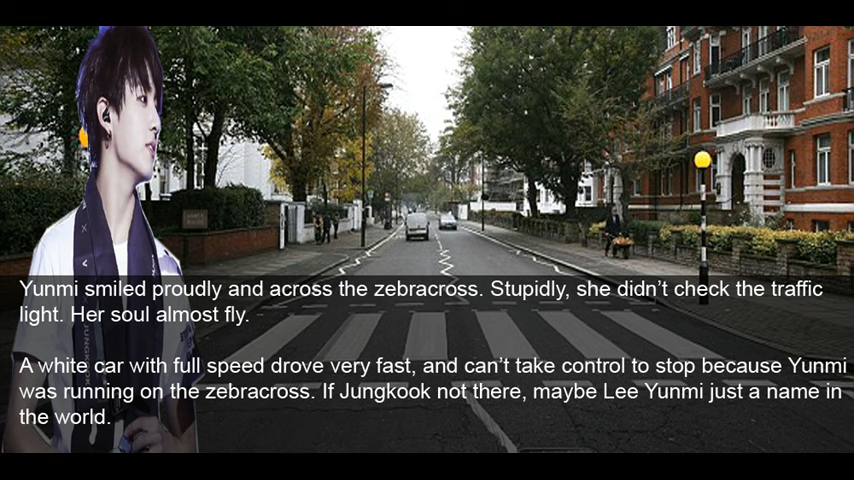 Yunmi smiled proudly and across the zebracross. Stupidly, she didn't check the traffic
light. Her soul almost fly.
A white car with full speed drove very fast, and can't take control to stop because Yunmi
was running on the zebracross. If Jungkook not there, maybe Lee Yunmi just a name in
the world.